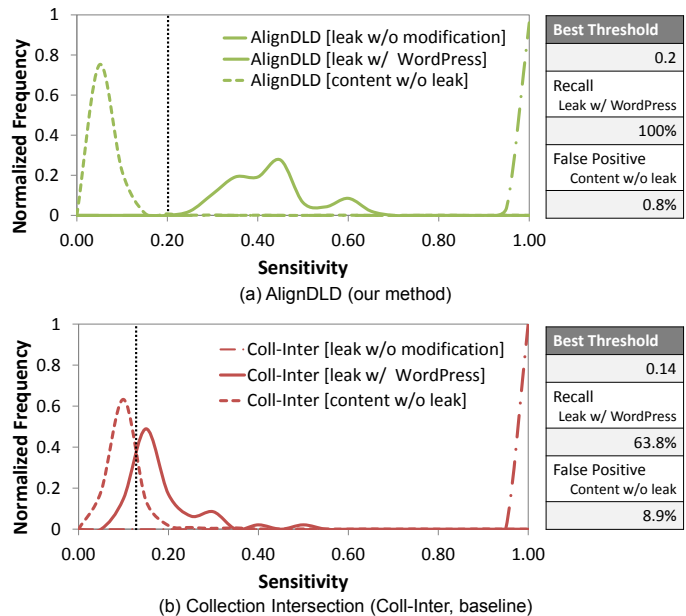 1
0.8
0.6
0.4
0.2
0
Normalized Frequency
AlignDLD [leak w/o modification]
AlignDLD [leak w/ WordPress]
AlignDLD [content w/o leak]
0.00 0.20 0.40 0.60 0.80 1.00
Sensitivity
Best Threshold
0.2
Recall
Leak w/ WordPress
100%
False Positive
Content w/o leak
0.8%
(a) AlignDLD (our method)
1
0.8
0.6
0.4
0.2
0
Normalized Frequency
Coll-Inter [leak w/o modification]
Coll-Inter [leak w/ WordPress]
Coll-Inter [content w/o leak]
0.00 0.20 0.40 0.60 0.80 1.00
Sensitivity
Best Threshold
0.14
Recall
Leak w/ WordPress
63.8%
False Positive
Content w/o leak
8.9%
(b) Collection Intersection (Coll-Inter, baseline)